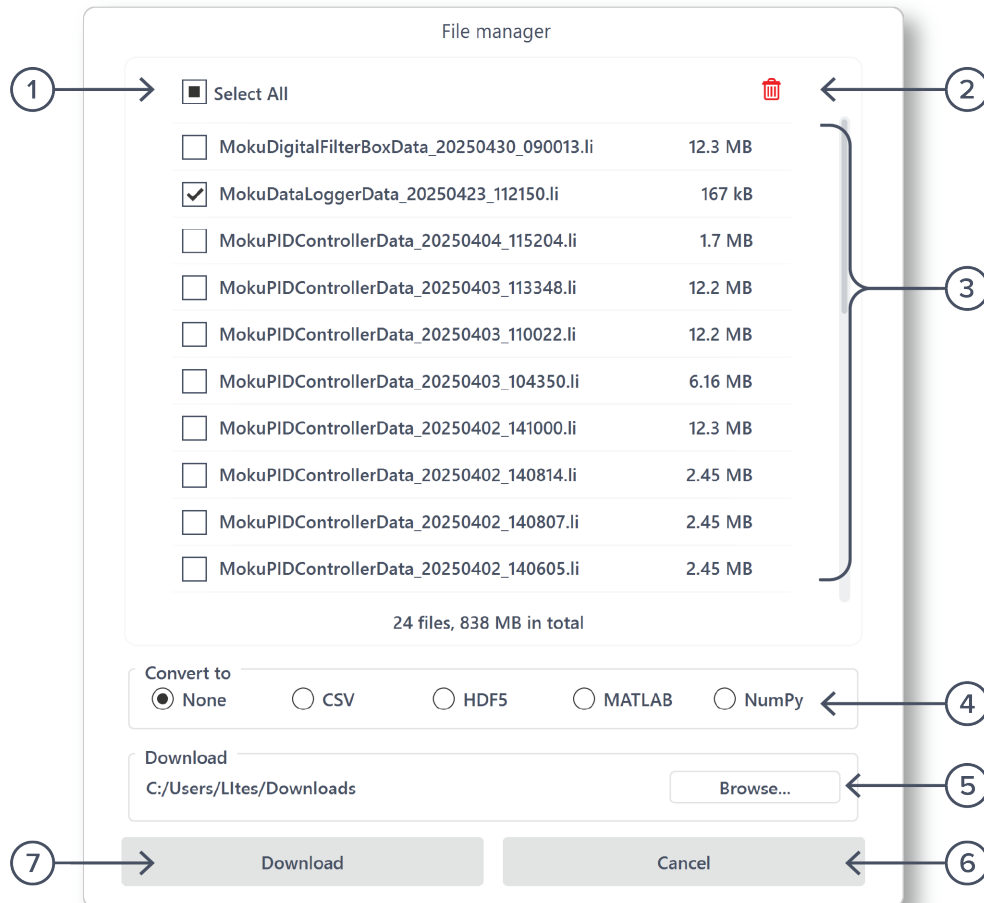 File manager
1 Select All 2
MokuDigitalFilterBoxData_20250430_090013.li 12.3 MB
MokuDataLoggerData_20250423_112150.li 167 kB
MokuPIDControllerData_20250404_115204.li 1.7 MB
MokuPIDControllerData_20250403_113348.li 12.2 MB 3
MokuPIDControllerData_20250403_110022.li 12.2 MB
MokuPIDControllerData_20250403_104350.li 6.16 MB
MokuPIDControllerData_20250402_141000.li 12.3 MB
MokuPIDControllerData_20250402_140814.li 2.45 MB
MokuPIDControllerData_20250402_140807.li 2.45 MB
MokuPIDControllerData_20250402_140605.li 2.45 MB
24 files, 838 MB in total
Convert to
None CSV HDF5 MATLAB NumPy 4
Download
C:/Users/LItes/Downloads Browse... 5
7 Download Cancel 6